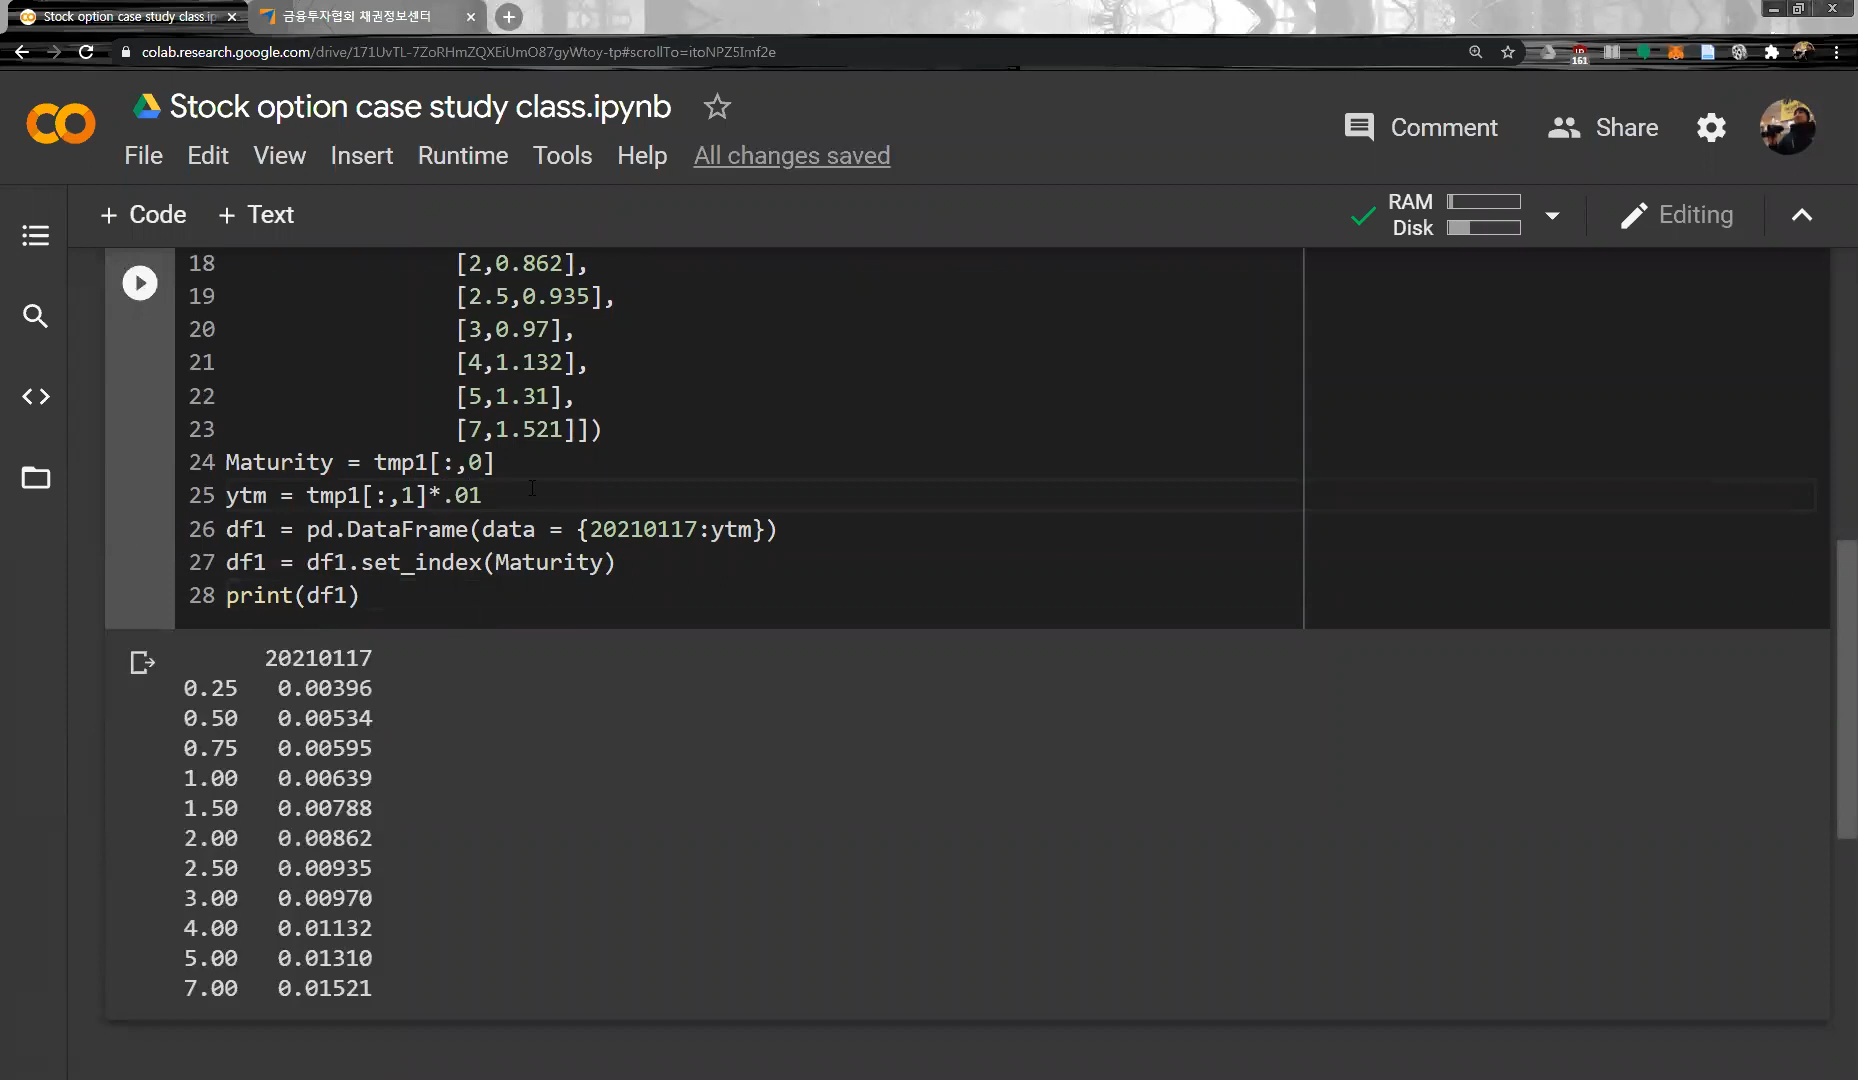 Stock option case study class.ip
금융투자협회 채권정보센터
colab.research.google.com/drive/171UvTL-7ZoRHmZQXEiUmO87gyWtoy-tp#scrollTo=itoNPZ5Imf2e
161
Stock option case study class.ipynb
Comment
Share
File Edit View Insert Runtime Tools Help All changes saved
+ Code + Text
RAM
Disk
Editing
18 [2,0.862],
19 [2.5,0.935],
20 [3,0.97],
21 [4,1.132],
22 [5,1.31],
23 [7,1.521]])
24 Maturity = tmp1[:,0]
25 ytm = tmp1[:,1]*.01
26 df1 = pd.DataFrame(data = {20210117:ytm})
27 df1 = df1.set_index(Maturity)
28 print(df1)
20210117
0.25 0.00396
0.50 0.00534
0.75 0.00595
1.00 0.00639
1.50 0.00788
2.00 0.00862
2.50 0.00935
3.00 0.00970
4.00 0.01132
5.00 0.01310
7.00 0.01521